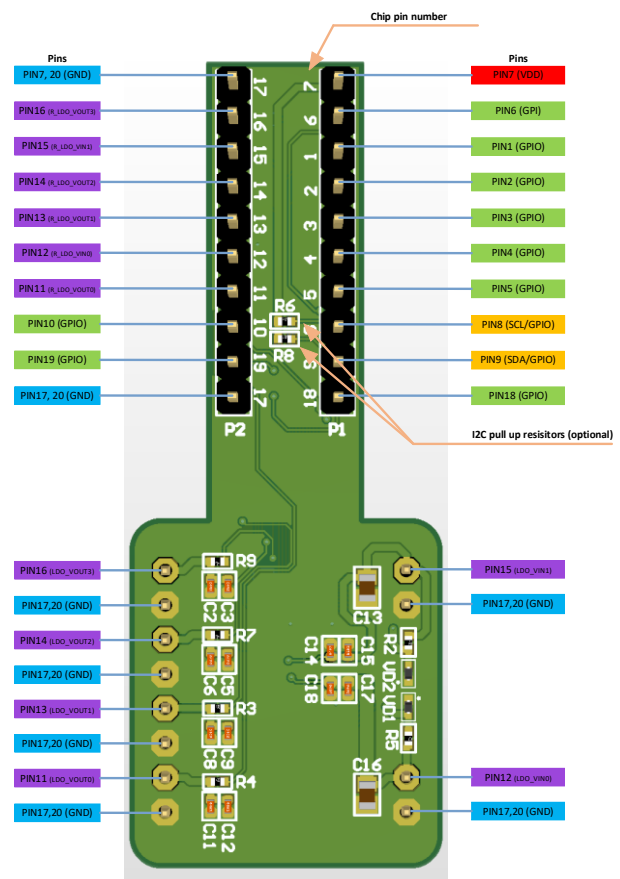 Chip pin number
Pins
Pins
PIN7, 20 (GND)
17
7
PIN7 (VDD)
PIN16 (R_LDO_VOUT3)
16
6
PIN6 (GPI)
PIN15 (R_LDO_VIN1)
15
1
PIN1 (GPIO)
PIN14 (R_LDO_VOUT2)
14
2
PIN2 (GPIO)
PIN13 (R_LDO_VOUT1)
13
3
PIN3 (GPIO)
PIN12 (R_LDO_VIN0)
12
4
PIN4 (GPIO)
PIN11 (R_LDO_VOUT0)
11
5
PIN5 (GPIO)
R6
PIN10 (GPIO)
10
PIN8 (SCL/GPIO)
R8
PIN19 (GPIO)
19
9
PIN9 (SDA/GPIO)
PIN17, 20 (GND)
17
18
PIN18 (GPIO)
P2
P1
I2C pull up resisitors (optional)
PIN16 (LDO_VOUT3)
R9
PIN15 (LDO_VIN1)
PIN17,20 (GND)
C2
C3
C13
PIN17,20 (GND)
PIN14 (LDO_VOUT2)
R7
C14
C15
R2
PIN17,20 (GND)
C6
C5
C18
C17
VD2
PIN13 (LDO_VOUT1)
R3
VD1
PIN17,20 (GND)
C8
C9
R5
PIN11 (LDO_VOUT0)
R4
C16
PIN12 (LDO_VIN0)
PIN17,20 (GND)
C11
C12
PIN17,20 (GND)